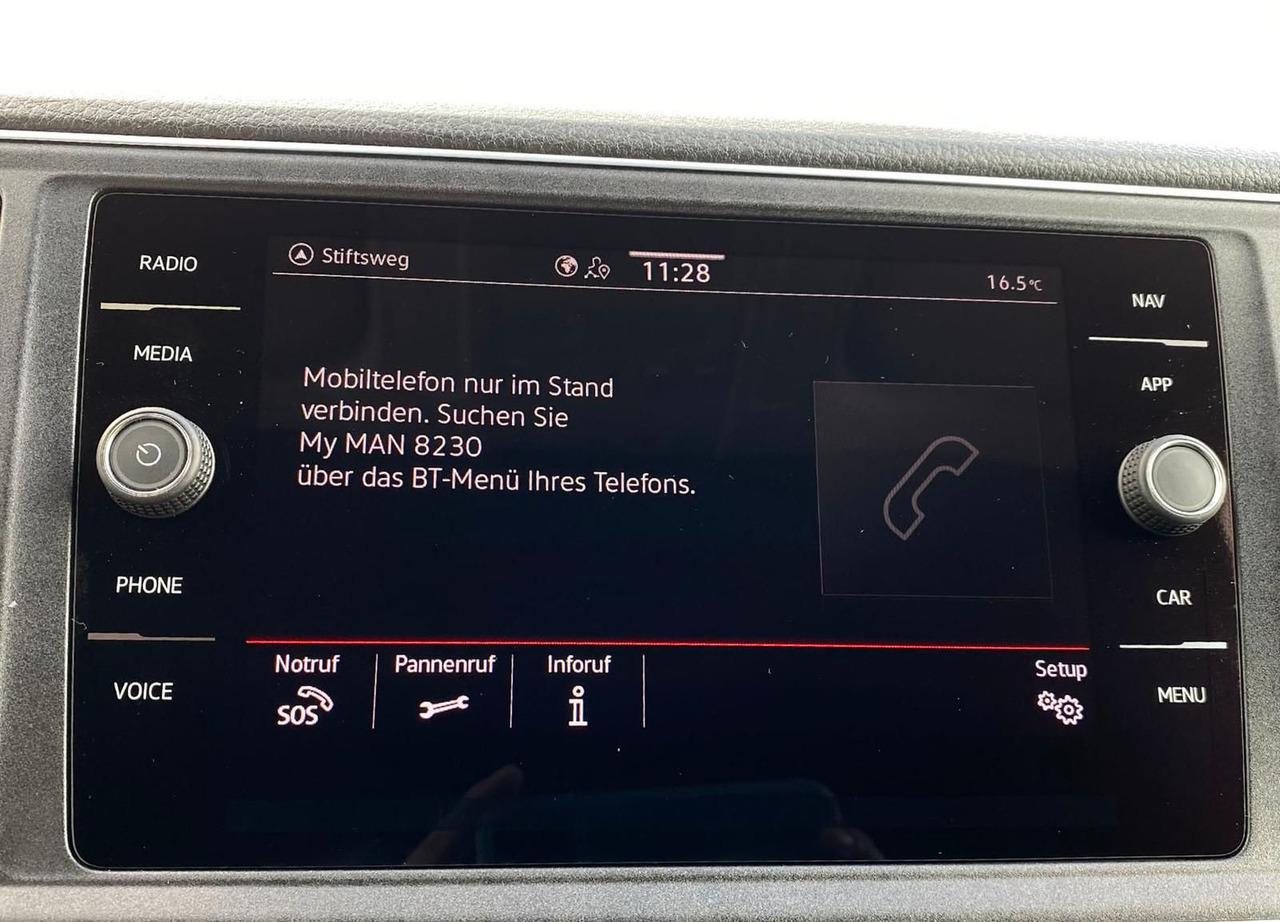 RADIO
MEDIA
PHONE
VOICE
Stiftsweg
11:28
16.5°C
Mobiltelefon nur im Stand
verbinden. Suchen Sie
My MAN 8230
über das BT-Menü Ihres Telefons.
Notruf
SOS
Pannenruf
Inforuf
i
Setup
NAV
APP
CAR
MENU